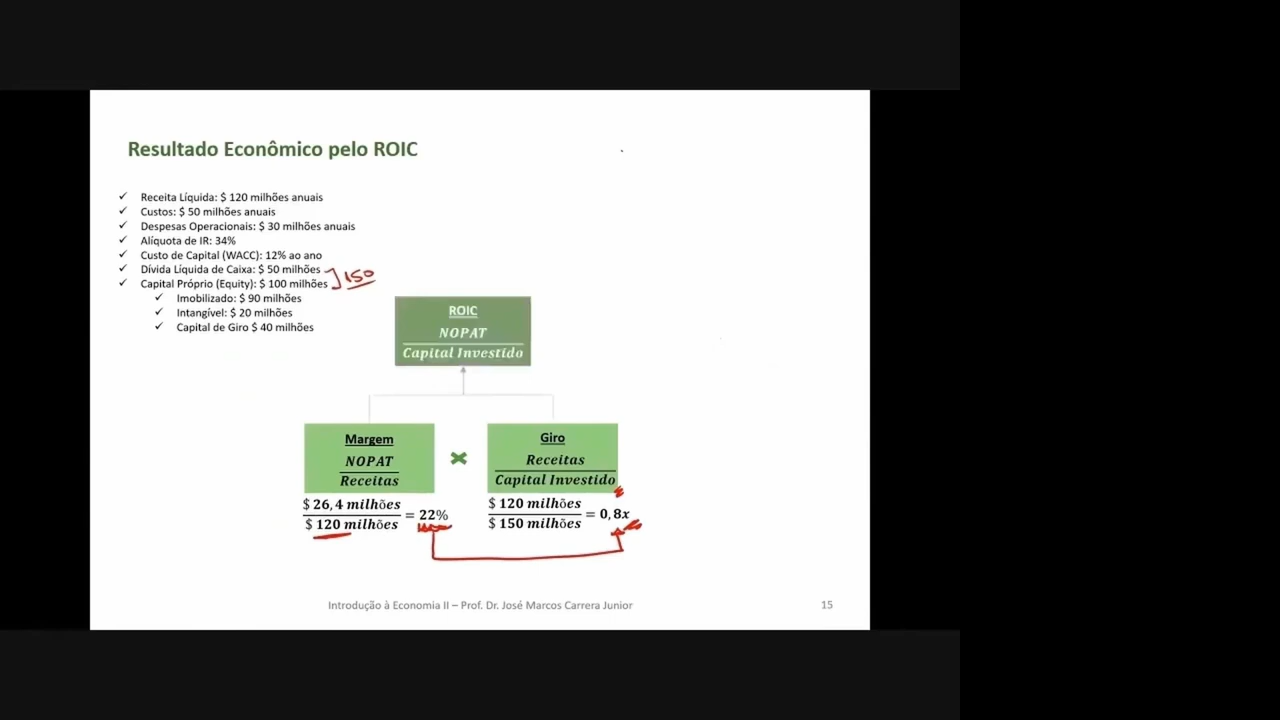 Resultado Econômico pelo ROIC
✓ Receita Líquida: $ 120 milhões anuais
✓ Custos: $ 50 milhões anuais
✓ Despesas Operacionais: $ 30 milhões anuais
✓ Alíquota de IR: 34%
✓ Custo de Capital (WACC): 12% ao ano
✓ Dívida Líquida de Caixa: $ 50 milhões
✓ Capital Próprio (Equity): $ 100 milhões
150
✓ Imobilizado: $ 90 milhões
✓ Intangível: $ 20 milhões
✓ Capital de Giro $ 40 milhões
ROIC
NOPAT
Capital Investido
Margem
NOPAT
Receitas
×
Giro
Receitas
Capital Investido
$ 26,4 milhões
$ 120 milhões
= 22%
$ 120 milhões
$ 150 milhões
= 0,8x
Introdução à Economia II – Prof. Dr. José Marcos Carrera Junior
15